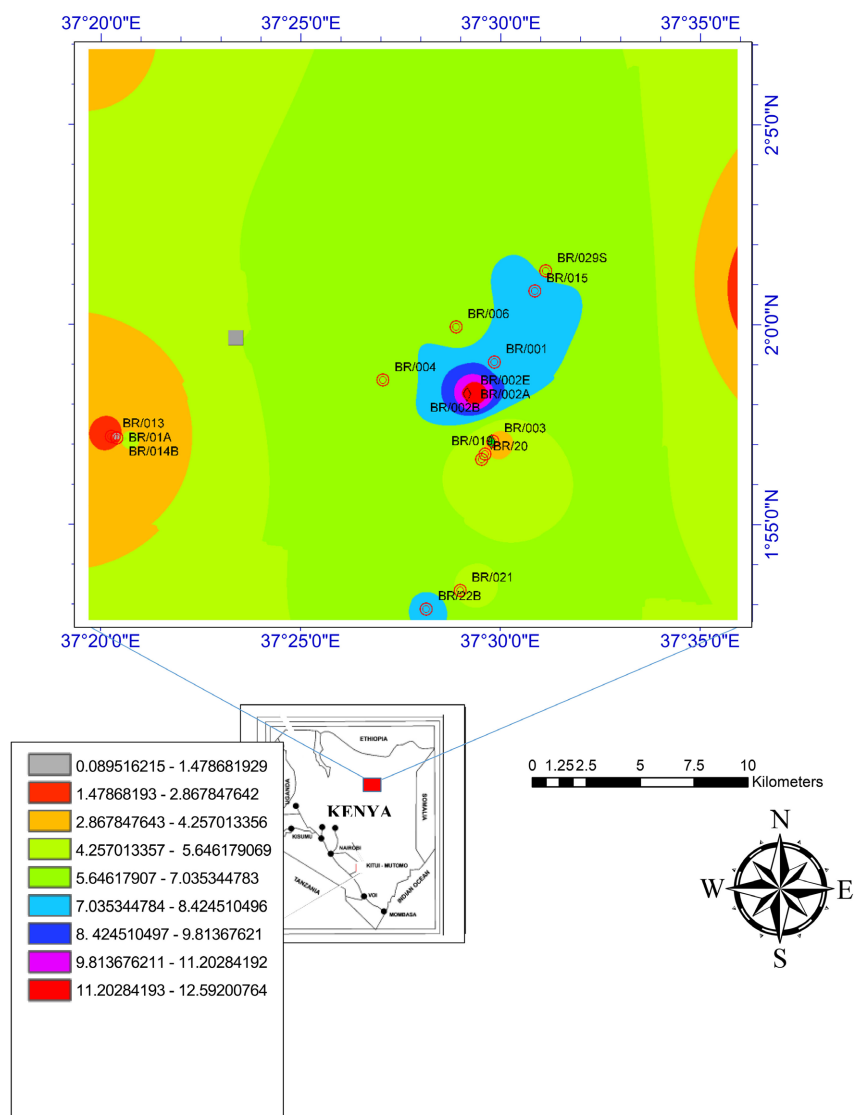 37°20'0"E 37°25'0"E 37°30'0"E 37°35'0"E
2°5'0"N
2°0'0"N
1°55'0"N
BR/029S
BR/015
BR/006
BR/001
BR/004
BR/002E
BR/002A
BR/002B
BR/013
BR/01A
BR/014B
BR/003
BR/019
BR/20
BR/021
BR/22B
37°20'0"E 37°25'0"E 37°30'0"E 37°35'0"E
0.089516215 - 1.478681929
1.47868193 - 2.867847642
2.867847643 - 4.257013356
4.257013357 - 5.646179069
5.64617907 - 7.035344783
7.035344784 - 8.424510496
8. 424510497 - 9.81367621
9.813676211 - 11.20284192
11.20284193 - 12.59200764
ETHIOPIA
UGANDA
KENYA
SOMALIA
KISUMU
NAIROBI
KITUI - MUTOMO
TANZANIA
VOI
INDIAN OCEAN
MOMBASA
0 1.252.5 5 7.5 10
Kilometers
N
W E
S